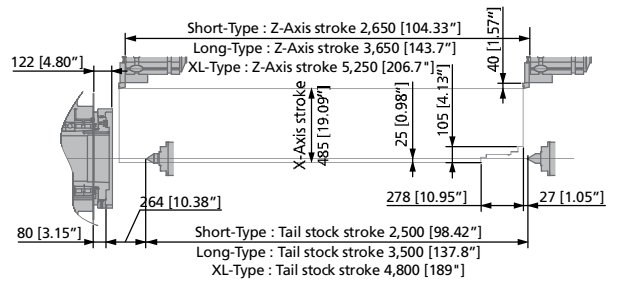 Short-Type : Z-Axis stroke 2,650 [104.33”]
Long-Type : Z-Axis stroke 3,650 [143.7”]
XL-Type : Z-Axis stroke 5,250 [206.7"]
122 [4.80”]
40 [1.57”]
X-Axis stroke
485 [19.09”]
25 [0.98”]
105 [4.13”]
264 [10.38”]
278 [10.95”]
27 [1.05”]
80 [3.15”]
Short-Type : Tail stock stroke 2,500 [98.42”]
Long-Type : Tail stock stroke 3,500 [137.8”]
XL-Type : Tail stock stroke 4,800 [189"]